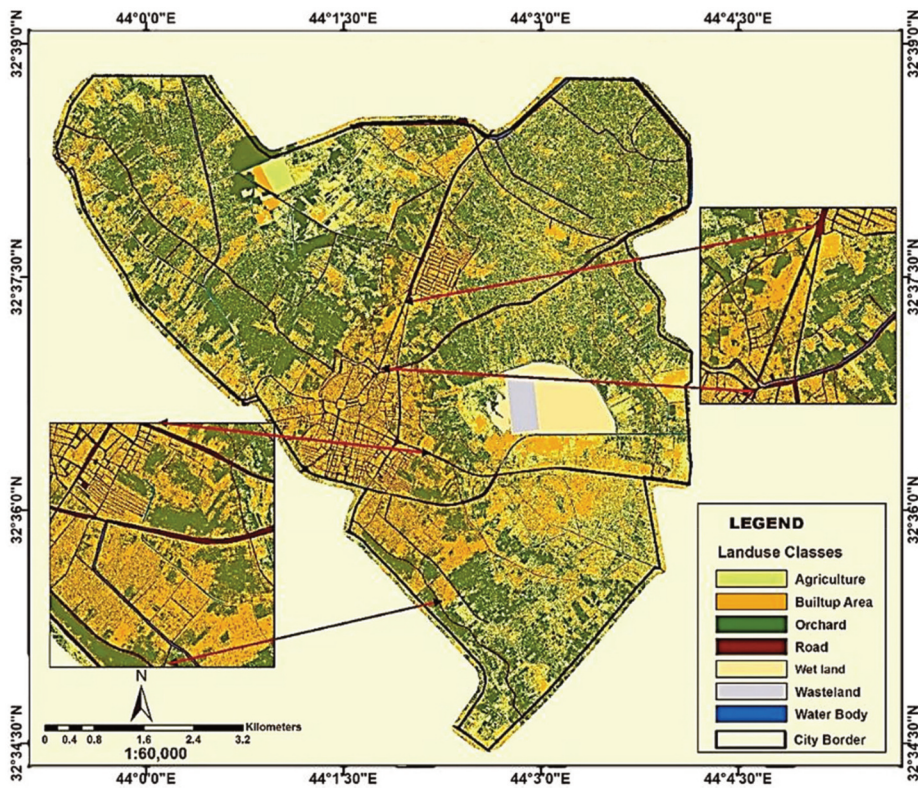 44°0'0"E 44°1'30"E 44°3'0"E 44°4'30"E
32°39'0"N 32°39'0"N
32°37'30"N 32°37'30"N
32°36'0"N 32°36'0"N
32°34'30"N 32°34'30"N
LEGEND
Landuse Classes
Agriculture
Builtup Area
Orchard
Road
Wet land
Wasteland
Water Body
City Border
N
Kilometers
0 0.4 0.8 1.6 2.4 3.2
1:60,000
44°0'0"E 44°1'30"E 44°3'0"E 44°4'30"E